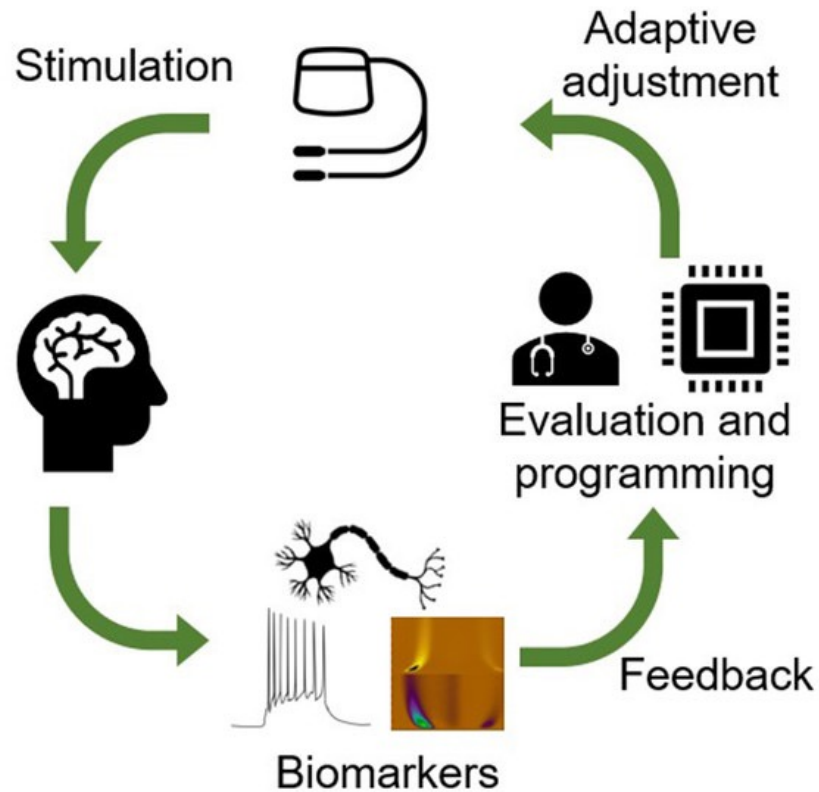 Stimulation
Adaptive
adjustment
Evaluation and
programming
Feedback
Biomarkers